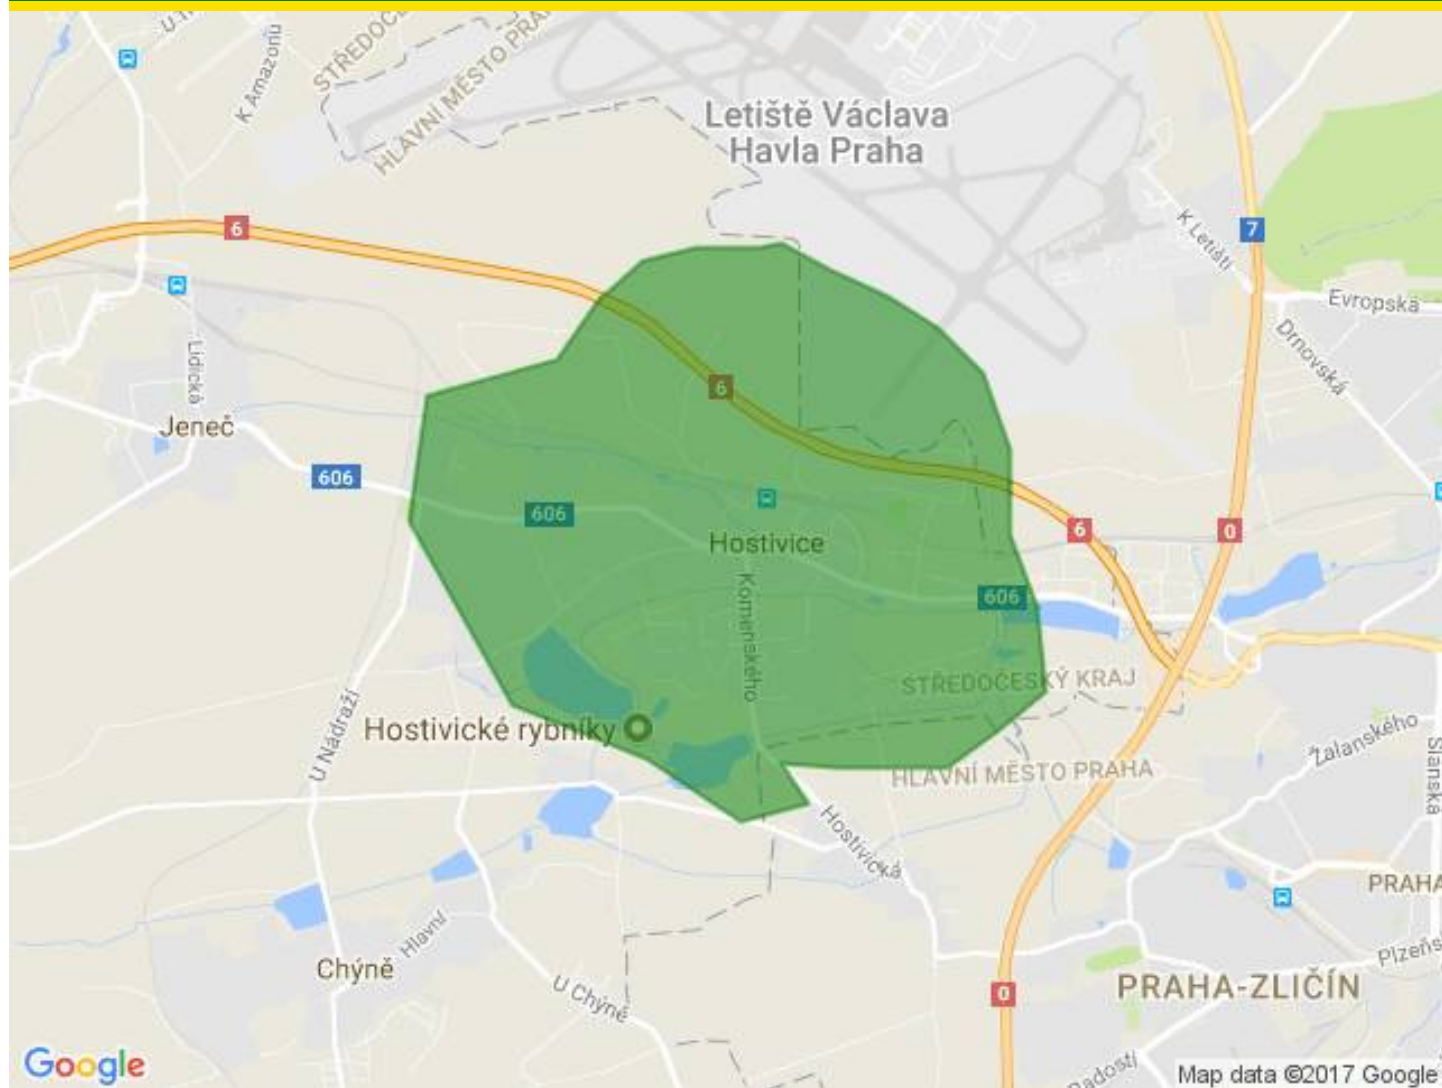 K Amazonu
STŘEDOČ
HLAVNÍ MĚSTO PRA
Letiště Václava
Havla Praha
6
7
K Letišti
Evropská
Drnovská
Lidická
Jeneč
606
6
606
Hostivice
6
0
606
Komenského
STŘEDOČESKÝ KRAJ
U Nádraží
Hostivické rybníky
Žalanského
Slánská
HLAVNÍ MĚSTO PRAHA
Hostivická
PRAHA
Hlavní
Chýně
U Chýně
0
PRAHA-ZLIČÍN
Plzeňs
Radosti
Google
Map data ©2017 Google